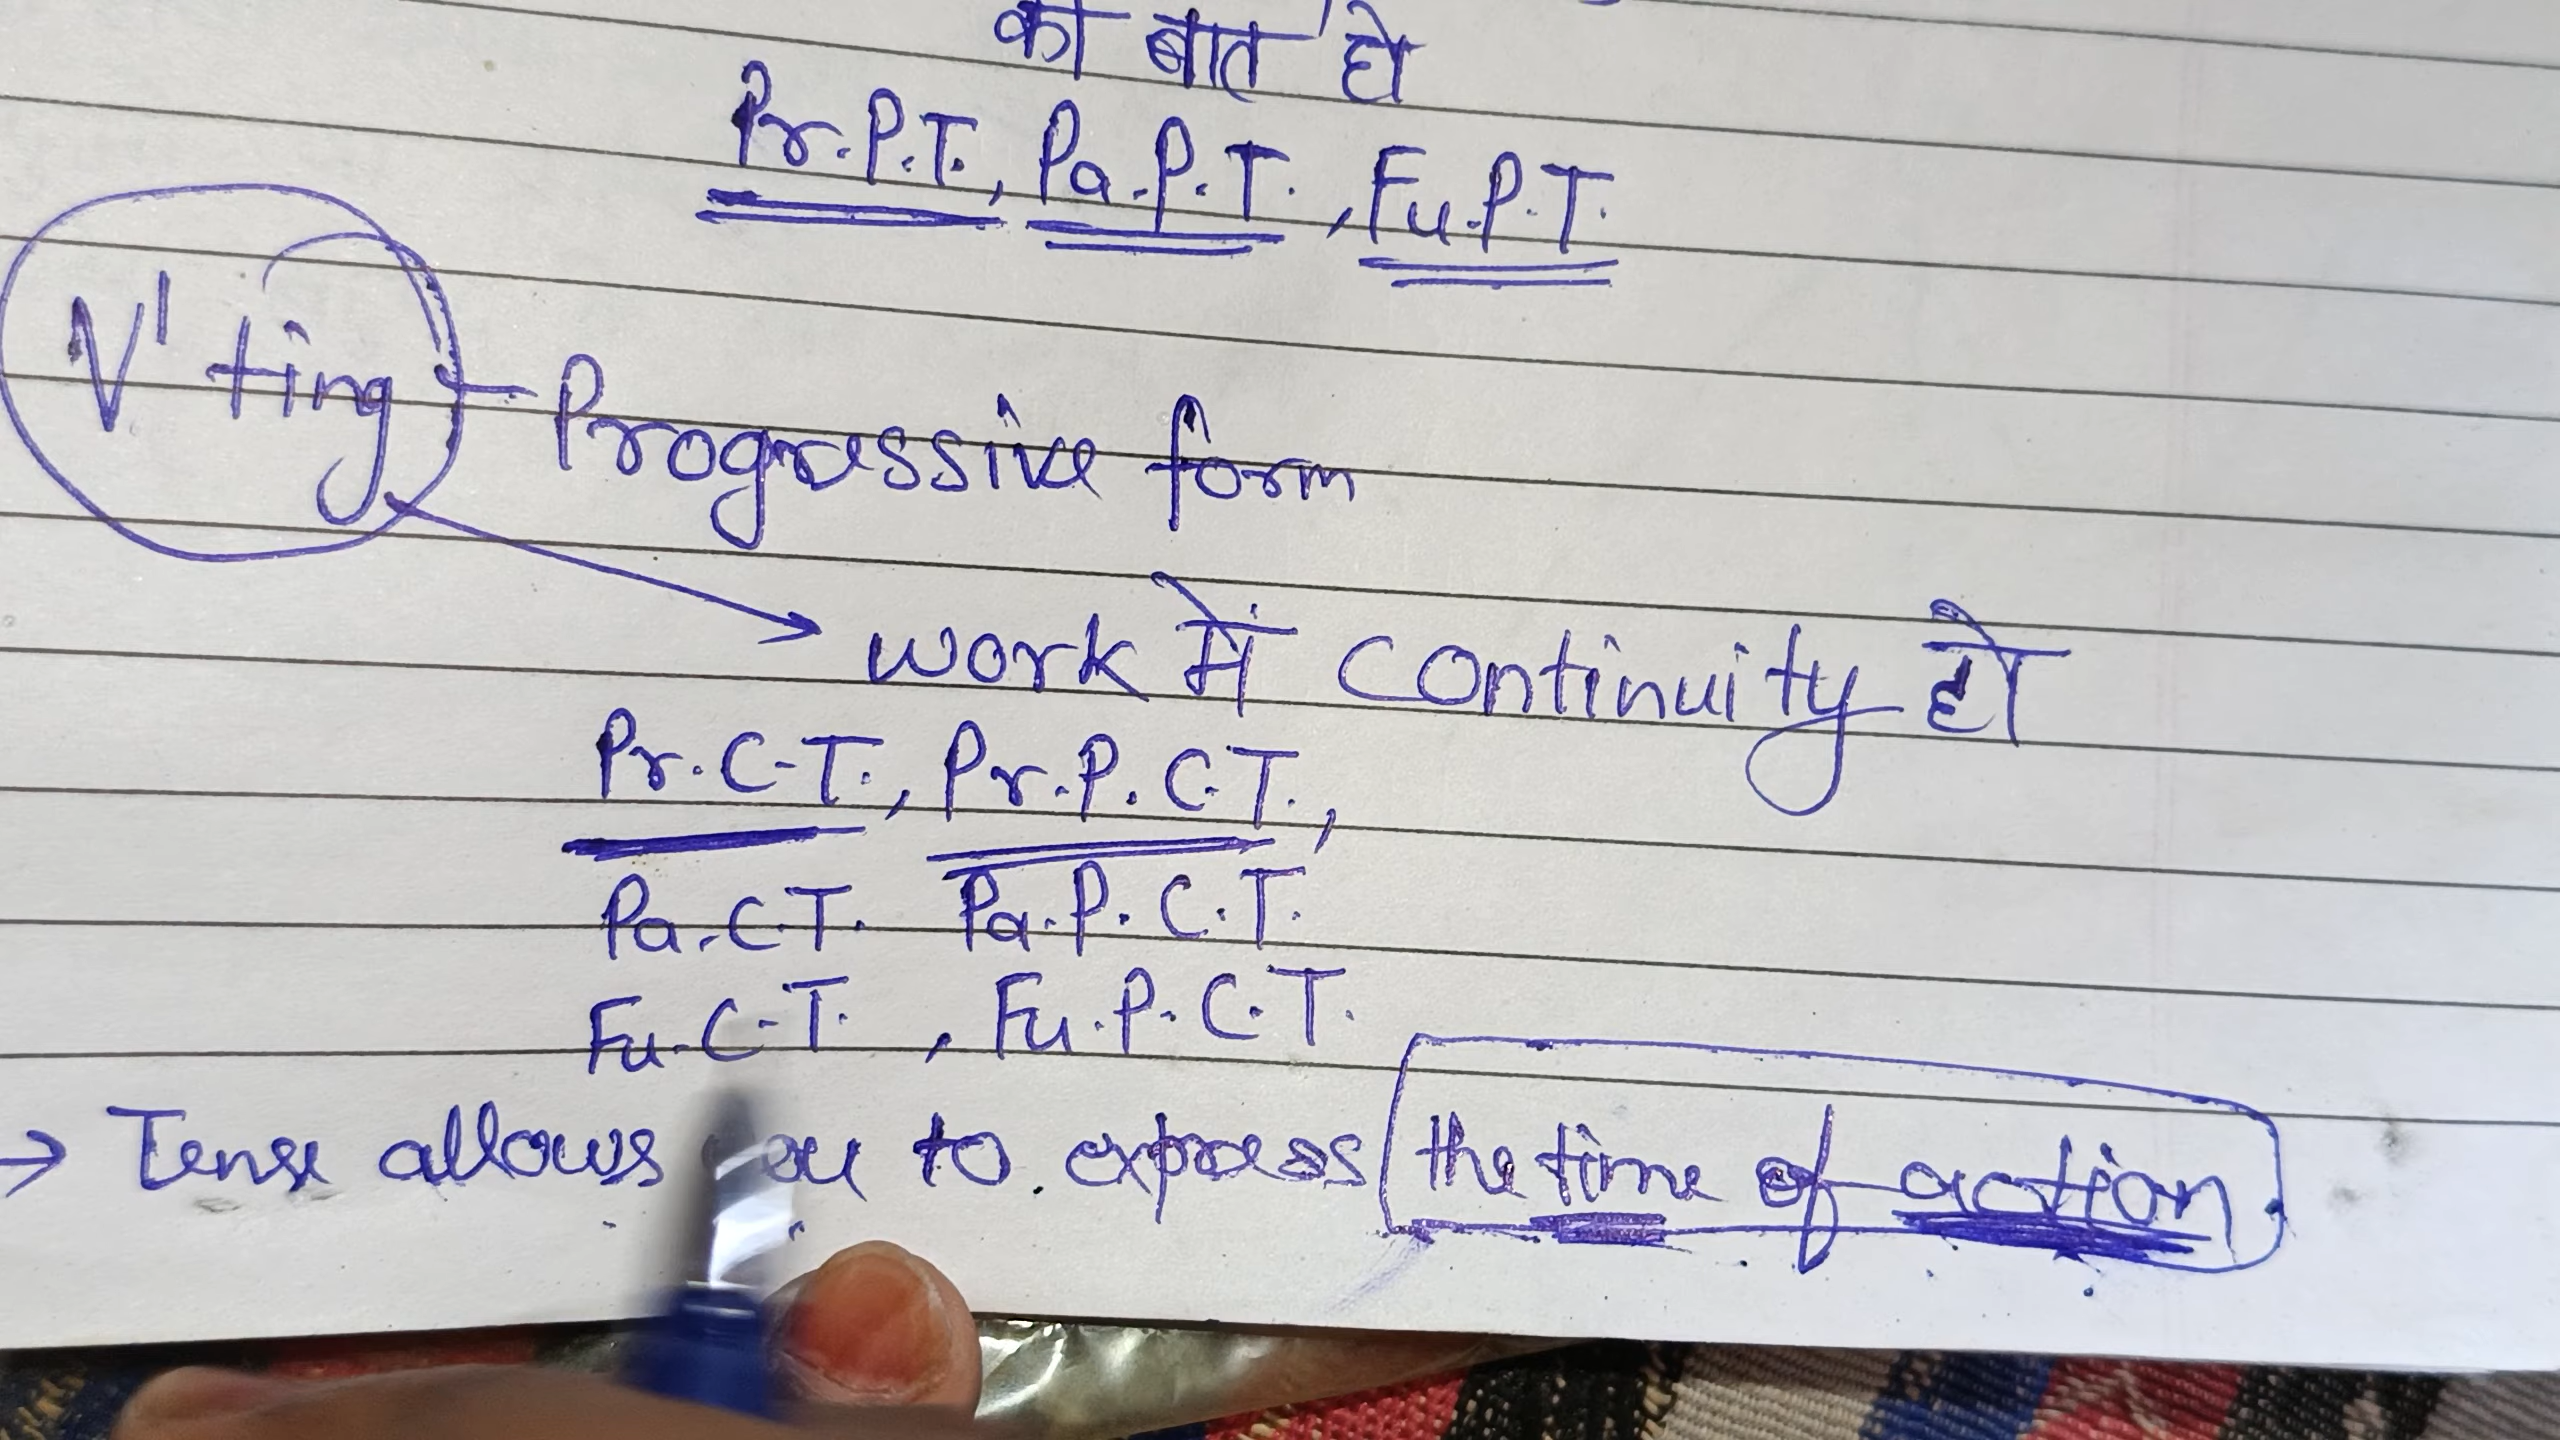 की बात हो
Pr.P.T., Pa.P.T., Fu.P.T.
V¹ +ing - Progressive form
work में continuity हो
Pr.C.T., Pr.P.C.T.,
Pa.C.T. Pa.P.C.T.
Fu.C.T., Fu.P.C.T.
→ Tense allows you to express the time of action